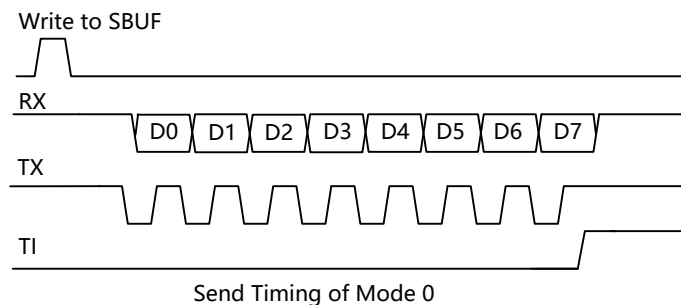 Write to SBUF
RX
D0 D1 D2 D3 D4 D5 D6 D7
TX
TI
Send Timing of Mode 0